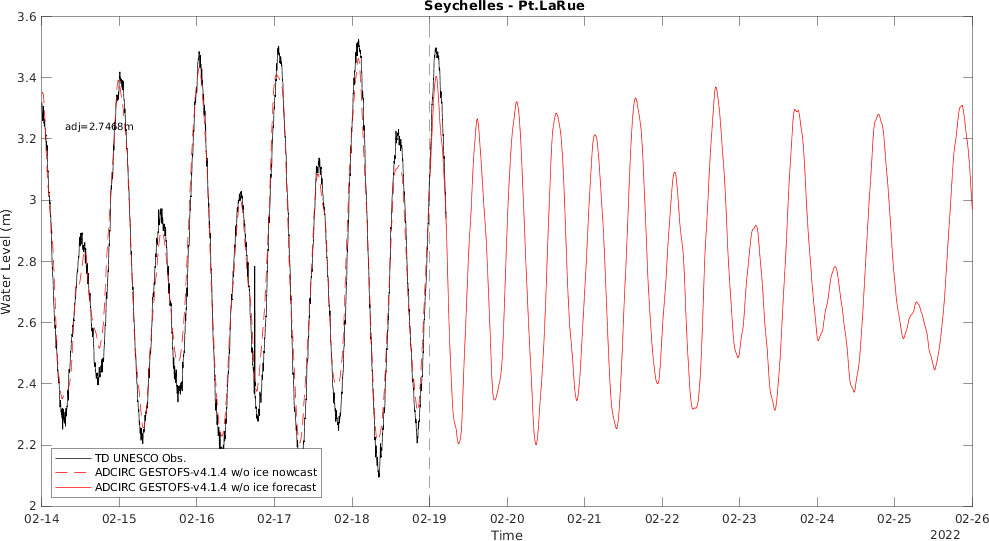 Seychelles - Pt.LaRue
3.6
3.4
adj=2.7468m
3.2
3
2.8
2.6
2.4
2.2
2
Water Level (m)
TD UNESCO Obs.
ADCIRC GESTOFS-v4.1.4 w/o ice nowcast
ADCIRC GESTOFS-v4.1.4 w/o ice forecast
02-14 02-15 02-16 02-17 02-18 02-19 02-20 02-21 02-22 02-23 02-24 02-25 02-26
Time
2022